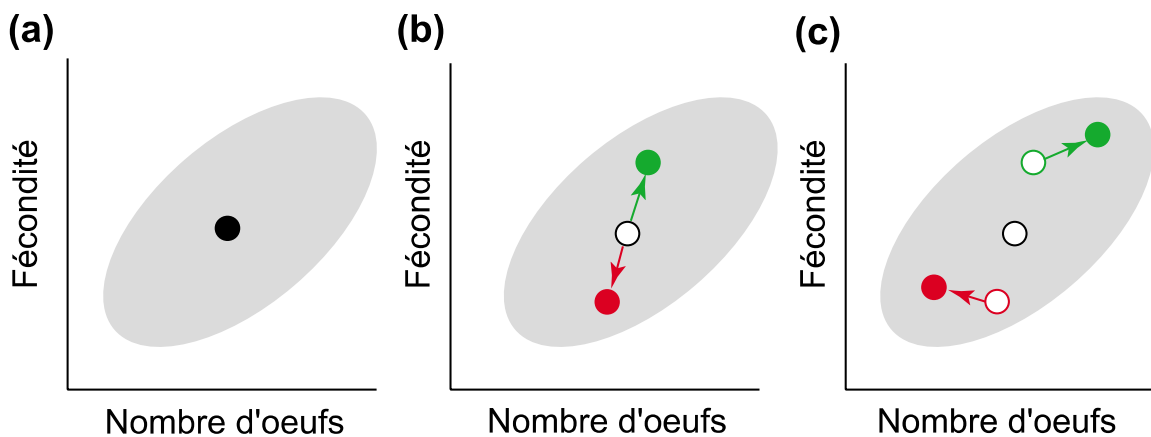 (a)
Fécondité
Nombre d'oeufs
(b)
Fécondité
Nombre d'oeufs
(c)
Fécondité
Nombre d'oeufs